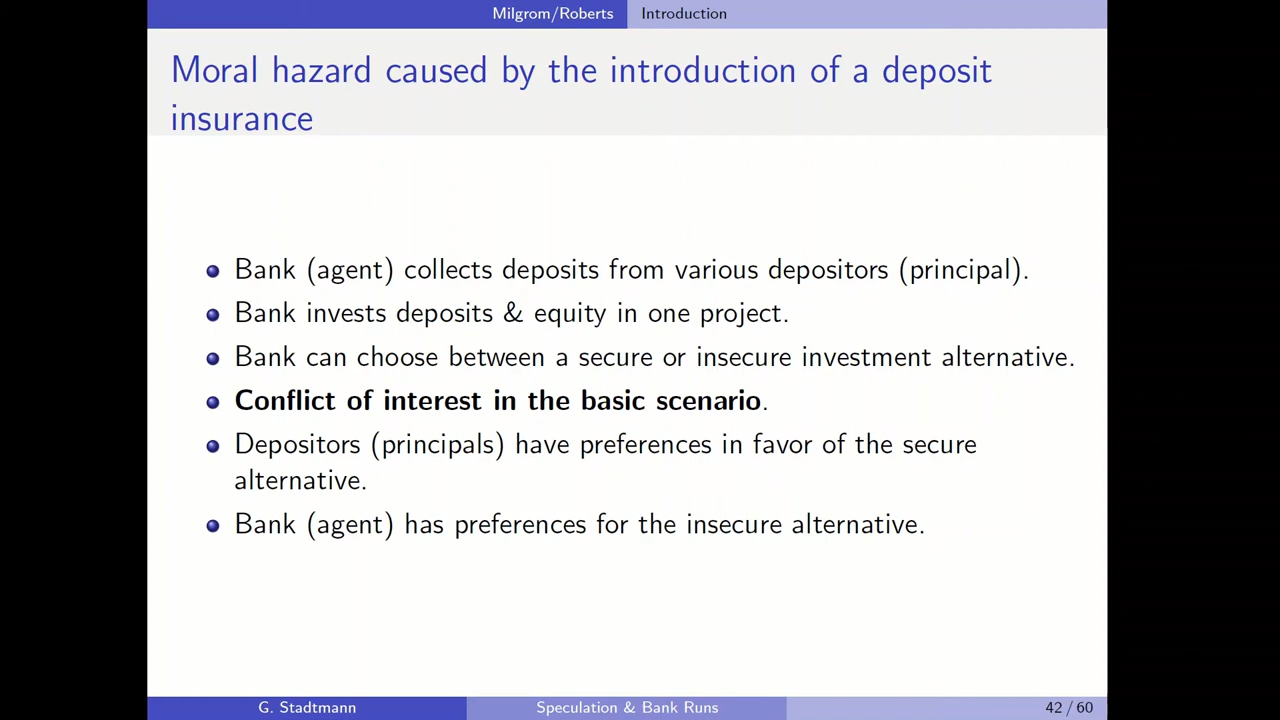 Milgrom/Roberts Introduction
Moral hazard caused by the introduction of a deposit
insurance
Bank (agent) collects deposits from various depositors (principal).
Bank invests deposits & equity in one project.
Bank can choose between a secure or insecure investment alternative.
Conflict of interest in the basic scenario.
Depositors (principals) have preferences in favor of the secure
alternative.
Bank (agent) has preferences for the insecure alternative.
G. Stadtmann Speculation & Bank Runs 42 / 60